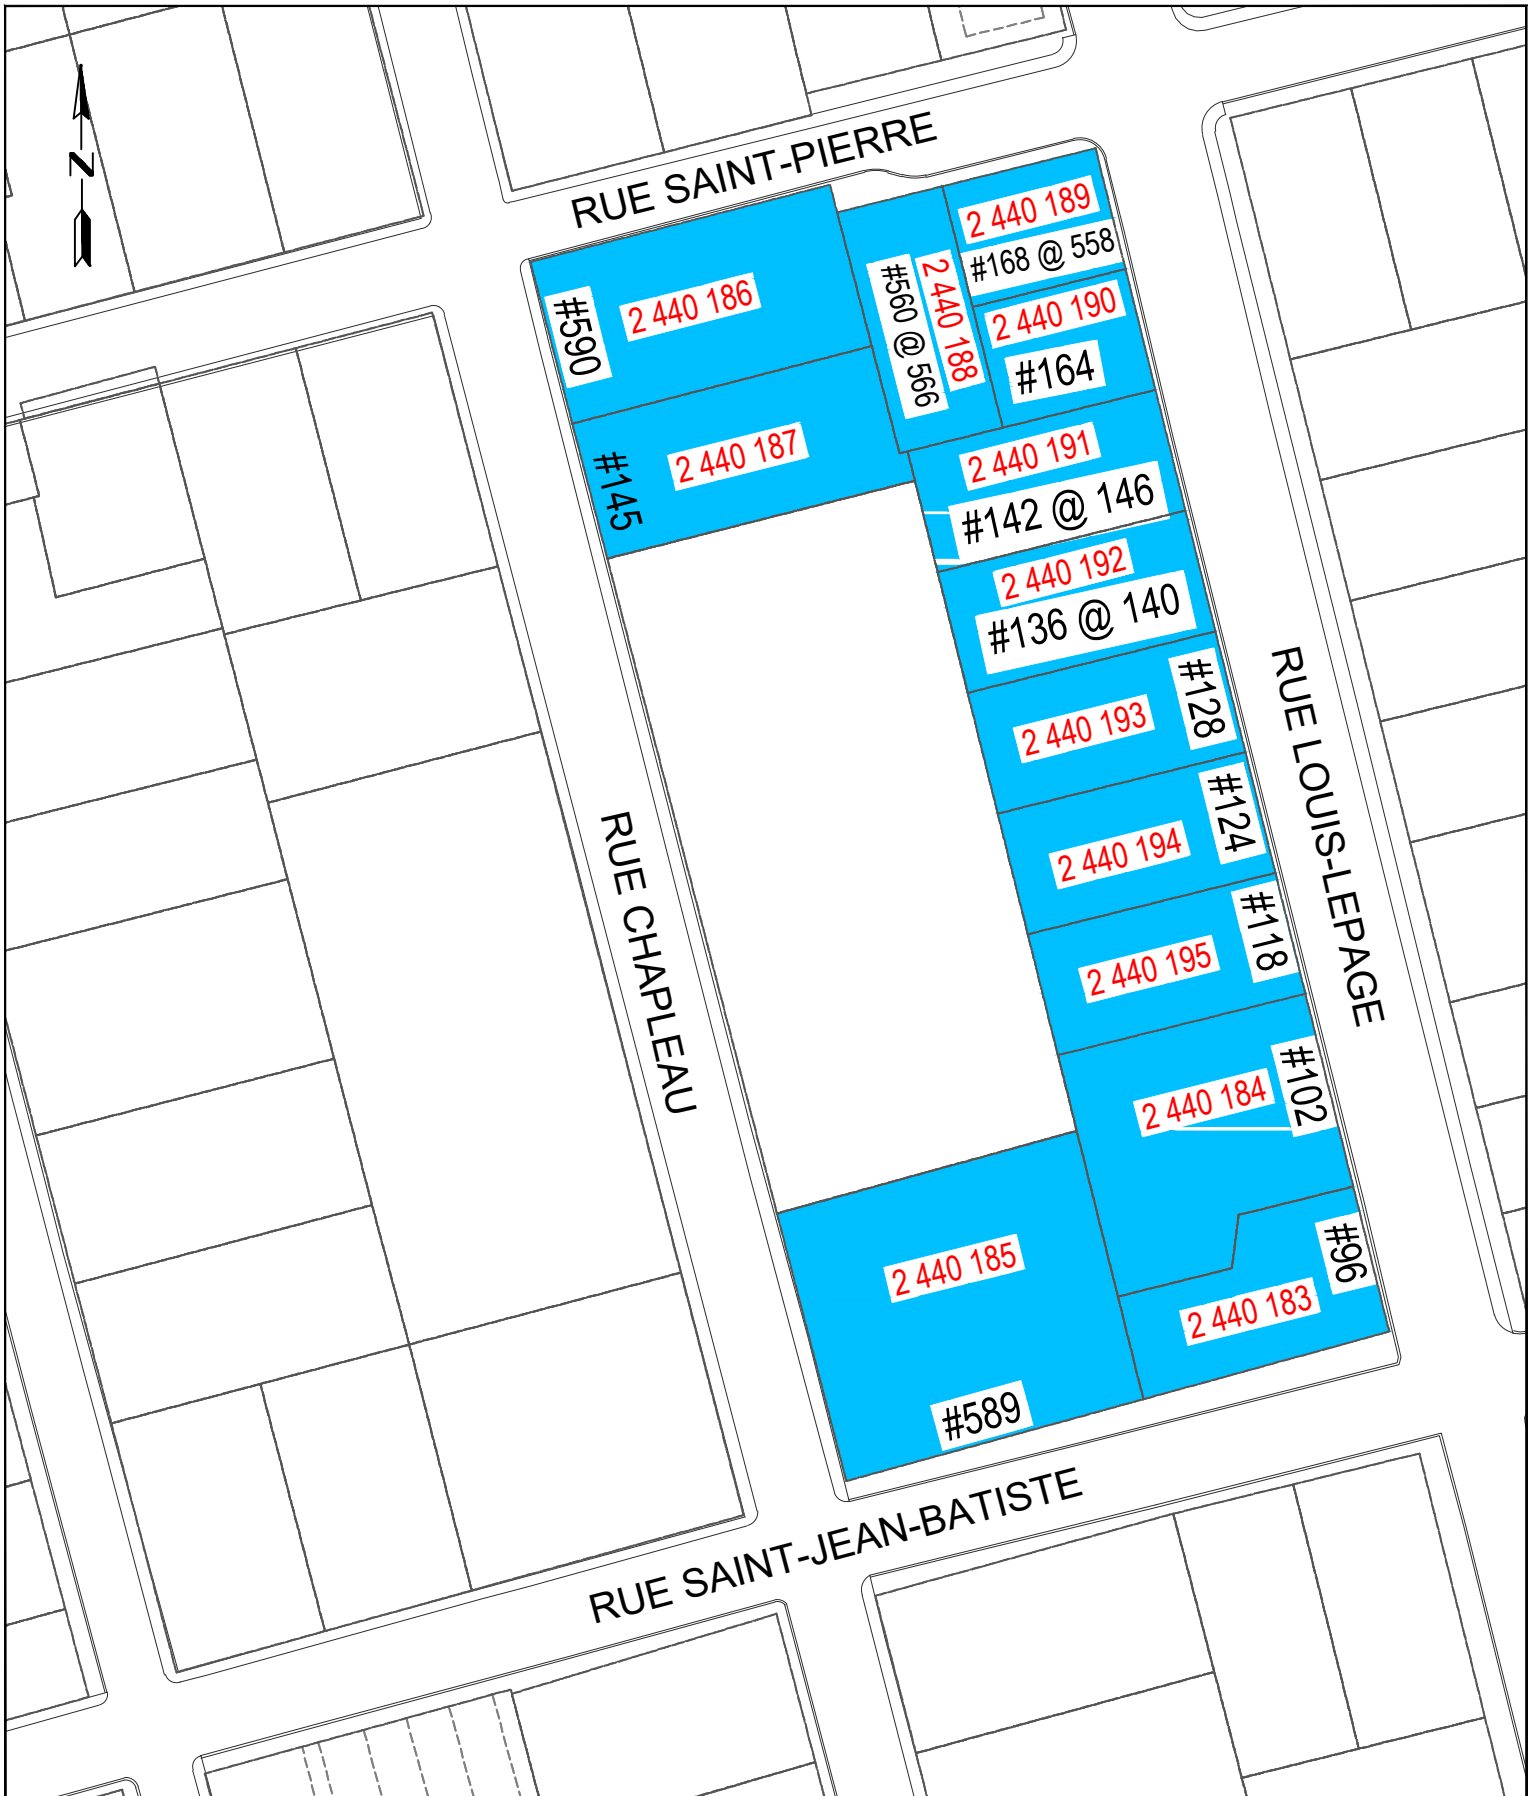 N
RUE SAINT-PIERRE
2 440 189
#168 @ 558
2 440 186
#590
#560 @ 566
2 440 188
2 440 190
#164
2 440 187
#145
2 440 191
#142 @ 146
2 440 192
#136 @ 140
#128
2 440 193
#124
2 440 194
#118
2 440 195
RUE LOUIS-LEPAGE
RUE CHAPLEAU
#102
2 440 184
2 440 185
#96
2 440 183
#589
RUE SAINT-JEAN-BATISTE